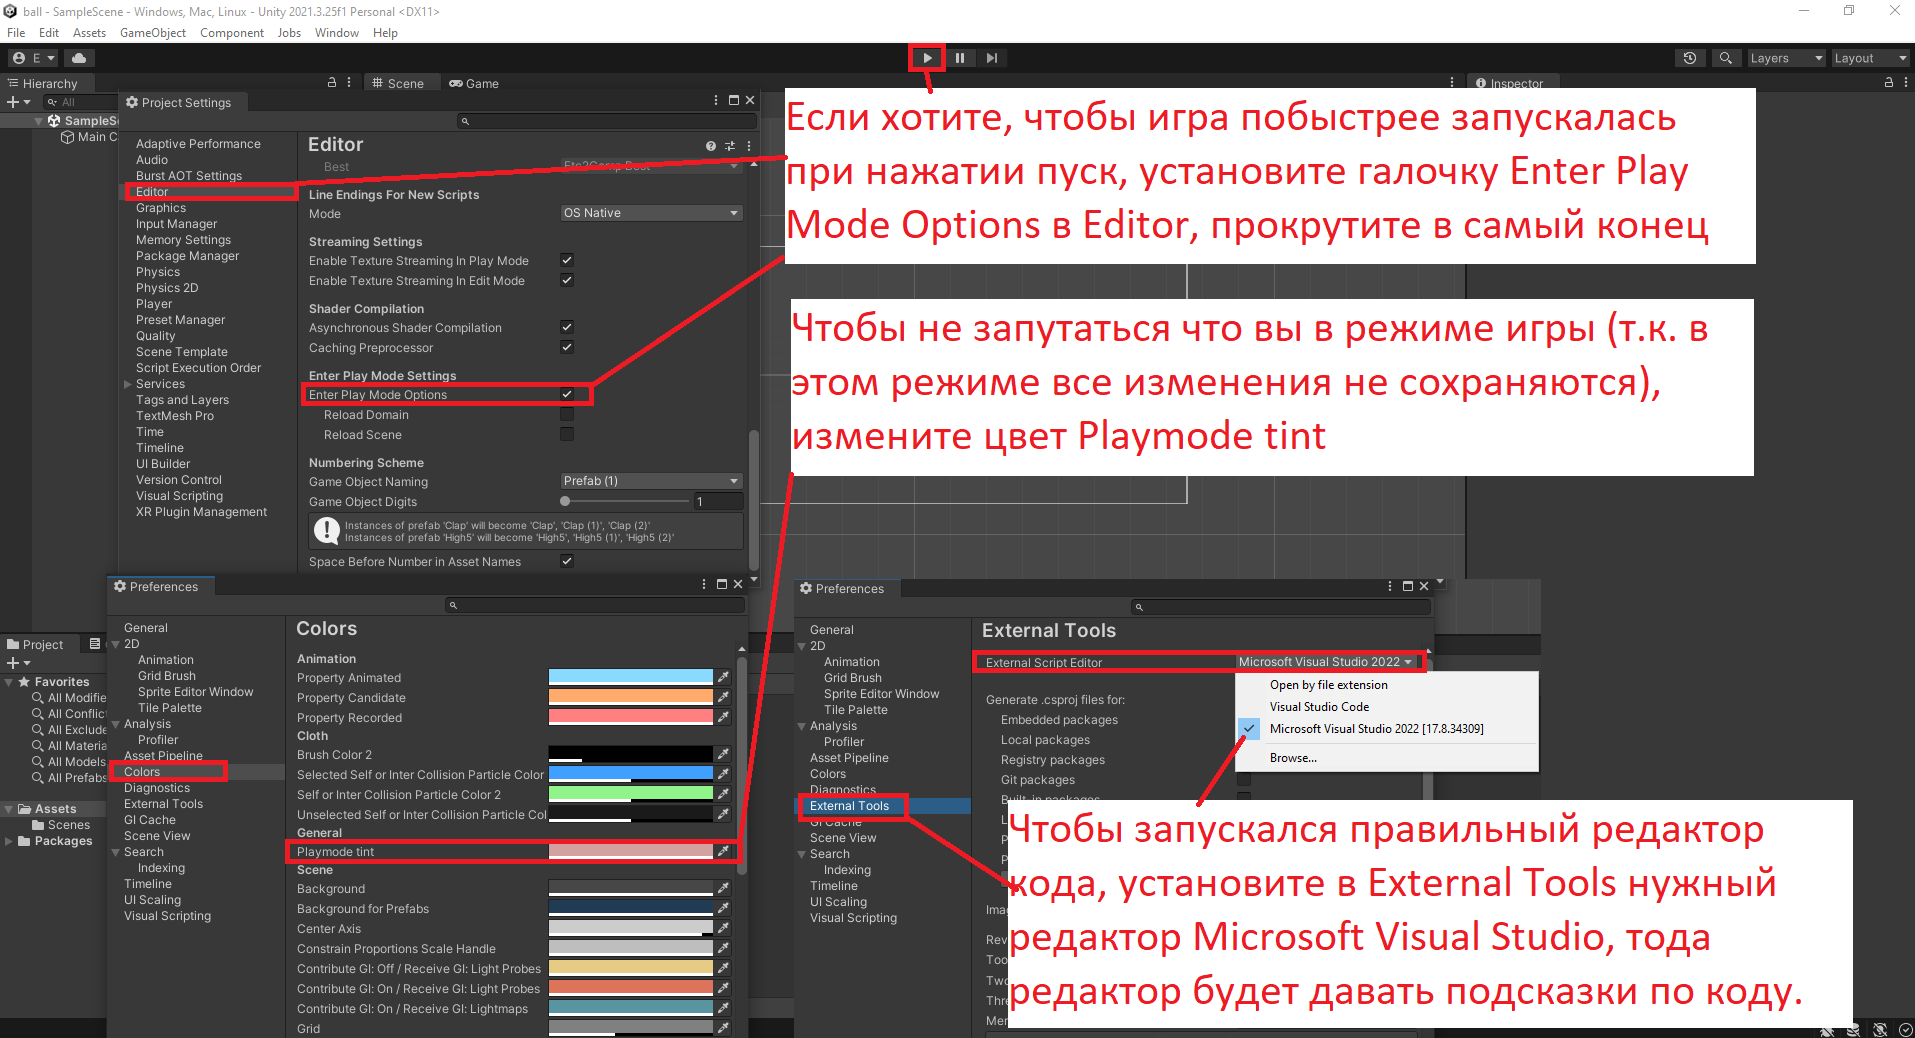 ball - SampleScene - Windows, Mac, Linux - Unity 2021.3.25f1 Personal <DX11>
File Edit Assets GameObject Component Jobs Window Help
E
Layers
Layout
Hierarchy
Scene
Game
Inspector
All
SampleSc
Main C
Project Settings
Adaptive Performance
Audio
Burst AOT Settings
Editor
Graphics
Input Manager
Memory Settings
Package Manager
Physics
Physics 2D
Player
Preset Manager
Quality
Scene Template
Script Execution Order
Services
Tags and Layers
TextMesh Pro
Time
Timeline
UI Builder
Version Control
Visual Scripting
XR Plugin Management
Editor
Best
Line Endings For New Scripts
Mode OS Native
Streaming Settings
Enable Texture Streaming In Play Mode
Enable Texture Streaming In Edit Mode
Shader Compilation
Asynchronous Shader Compilation
Caching Preprocessor
Enter Play Mode Settings
Enter Play Mode Options
Reload Domain
Reload Scene
Numbering Scheme
Game Object Naming Prefab (1)
Game Object Digits 1
Instances of prefab 'Clap' will become 'Clap', 'Clap (1)', 'Clap (2)'
Instances of prefab 'High5' will become 'High5', 'High5 (1)', 'High5 (2)'
Space Before Number in Asset Names
Если хотите, чтобы игра побыстрее запускалась
при нажатии пуск, установите галочку Enter Play
Mode Options в Editor, прокрутите в самый конец
Чтобы не запутаться что вы в режиме игры (т.к. в
этом режиме все изменения не сохраняются),
измените цвет Playmode tint
Project
Favorites
All Modifie
All Conflict
All Exclude
All Materia
All Models
All Prefabs
Assets
Scenes
Packages
Preferences
General
2D
Animation
Grid Brush
Sprite Editor Window
Tile Palette
Analysis
Profiler
Asset Pipeline
Colors
Diagnostics
External Tools
GI Cache
Scene View
Search
Indexing
Timeline
UI Scaling
Visual Scripting
Colors
Animation
Property Animated
Property Candidate
Property Recorded
Cloth
Brush Color 2
Selected Self or Inter Collision Particle Color
Self or Inter Collision Particle Color 2
Unselected Self or Inter Collision Particle Col
General
Playmode tint
Scene
Background
Background for Prefabs
Center Axis
Constrain Proportions Scale Handle
Contribute GI: Off / Receive GI: Light Probes
Contribute GI: On / Receive GI: Light Probes
Contribute GI: On / Receive GI: Lightmaps
Grid
Preferences
General
2D
Animation
Grid Brush
Sprite Editor Window
Tile Palette
Analysis
Profiler
Asset Pipeline
Colors
Diagnostics
External Tools
GI Cache
Scene View
Search
Indexing
Timeline
UI Scaling
Visual Scripting
External Tools
External Script Editor Microsoft Visual Studio 2022
Open by file extension
Visual Studio Code
Microsoft Visual Studio 2022 [17.8.34309]
Browse...
Generate .csproj files for:
Embedded packages
Local packages
Registry packages
Git packages
Built-in packages
L
P
P
Imag
Rev
Too
Two
Thre
Mer
Чтобы запускался правильный редактор
кода, установите в External Tools нужный
редактор Microsoft Visual Studio, тода
редактор будет давать подсказки по коду.